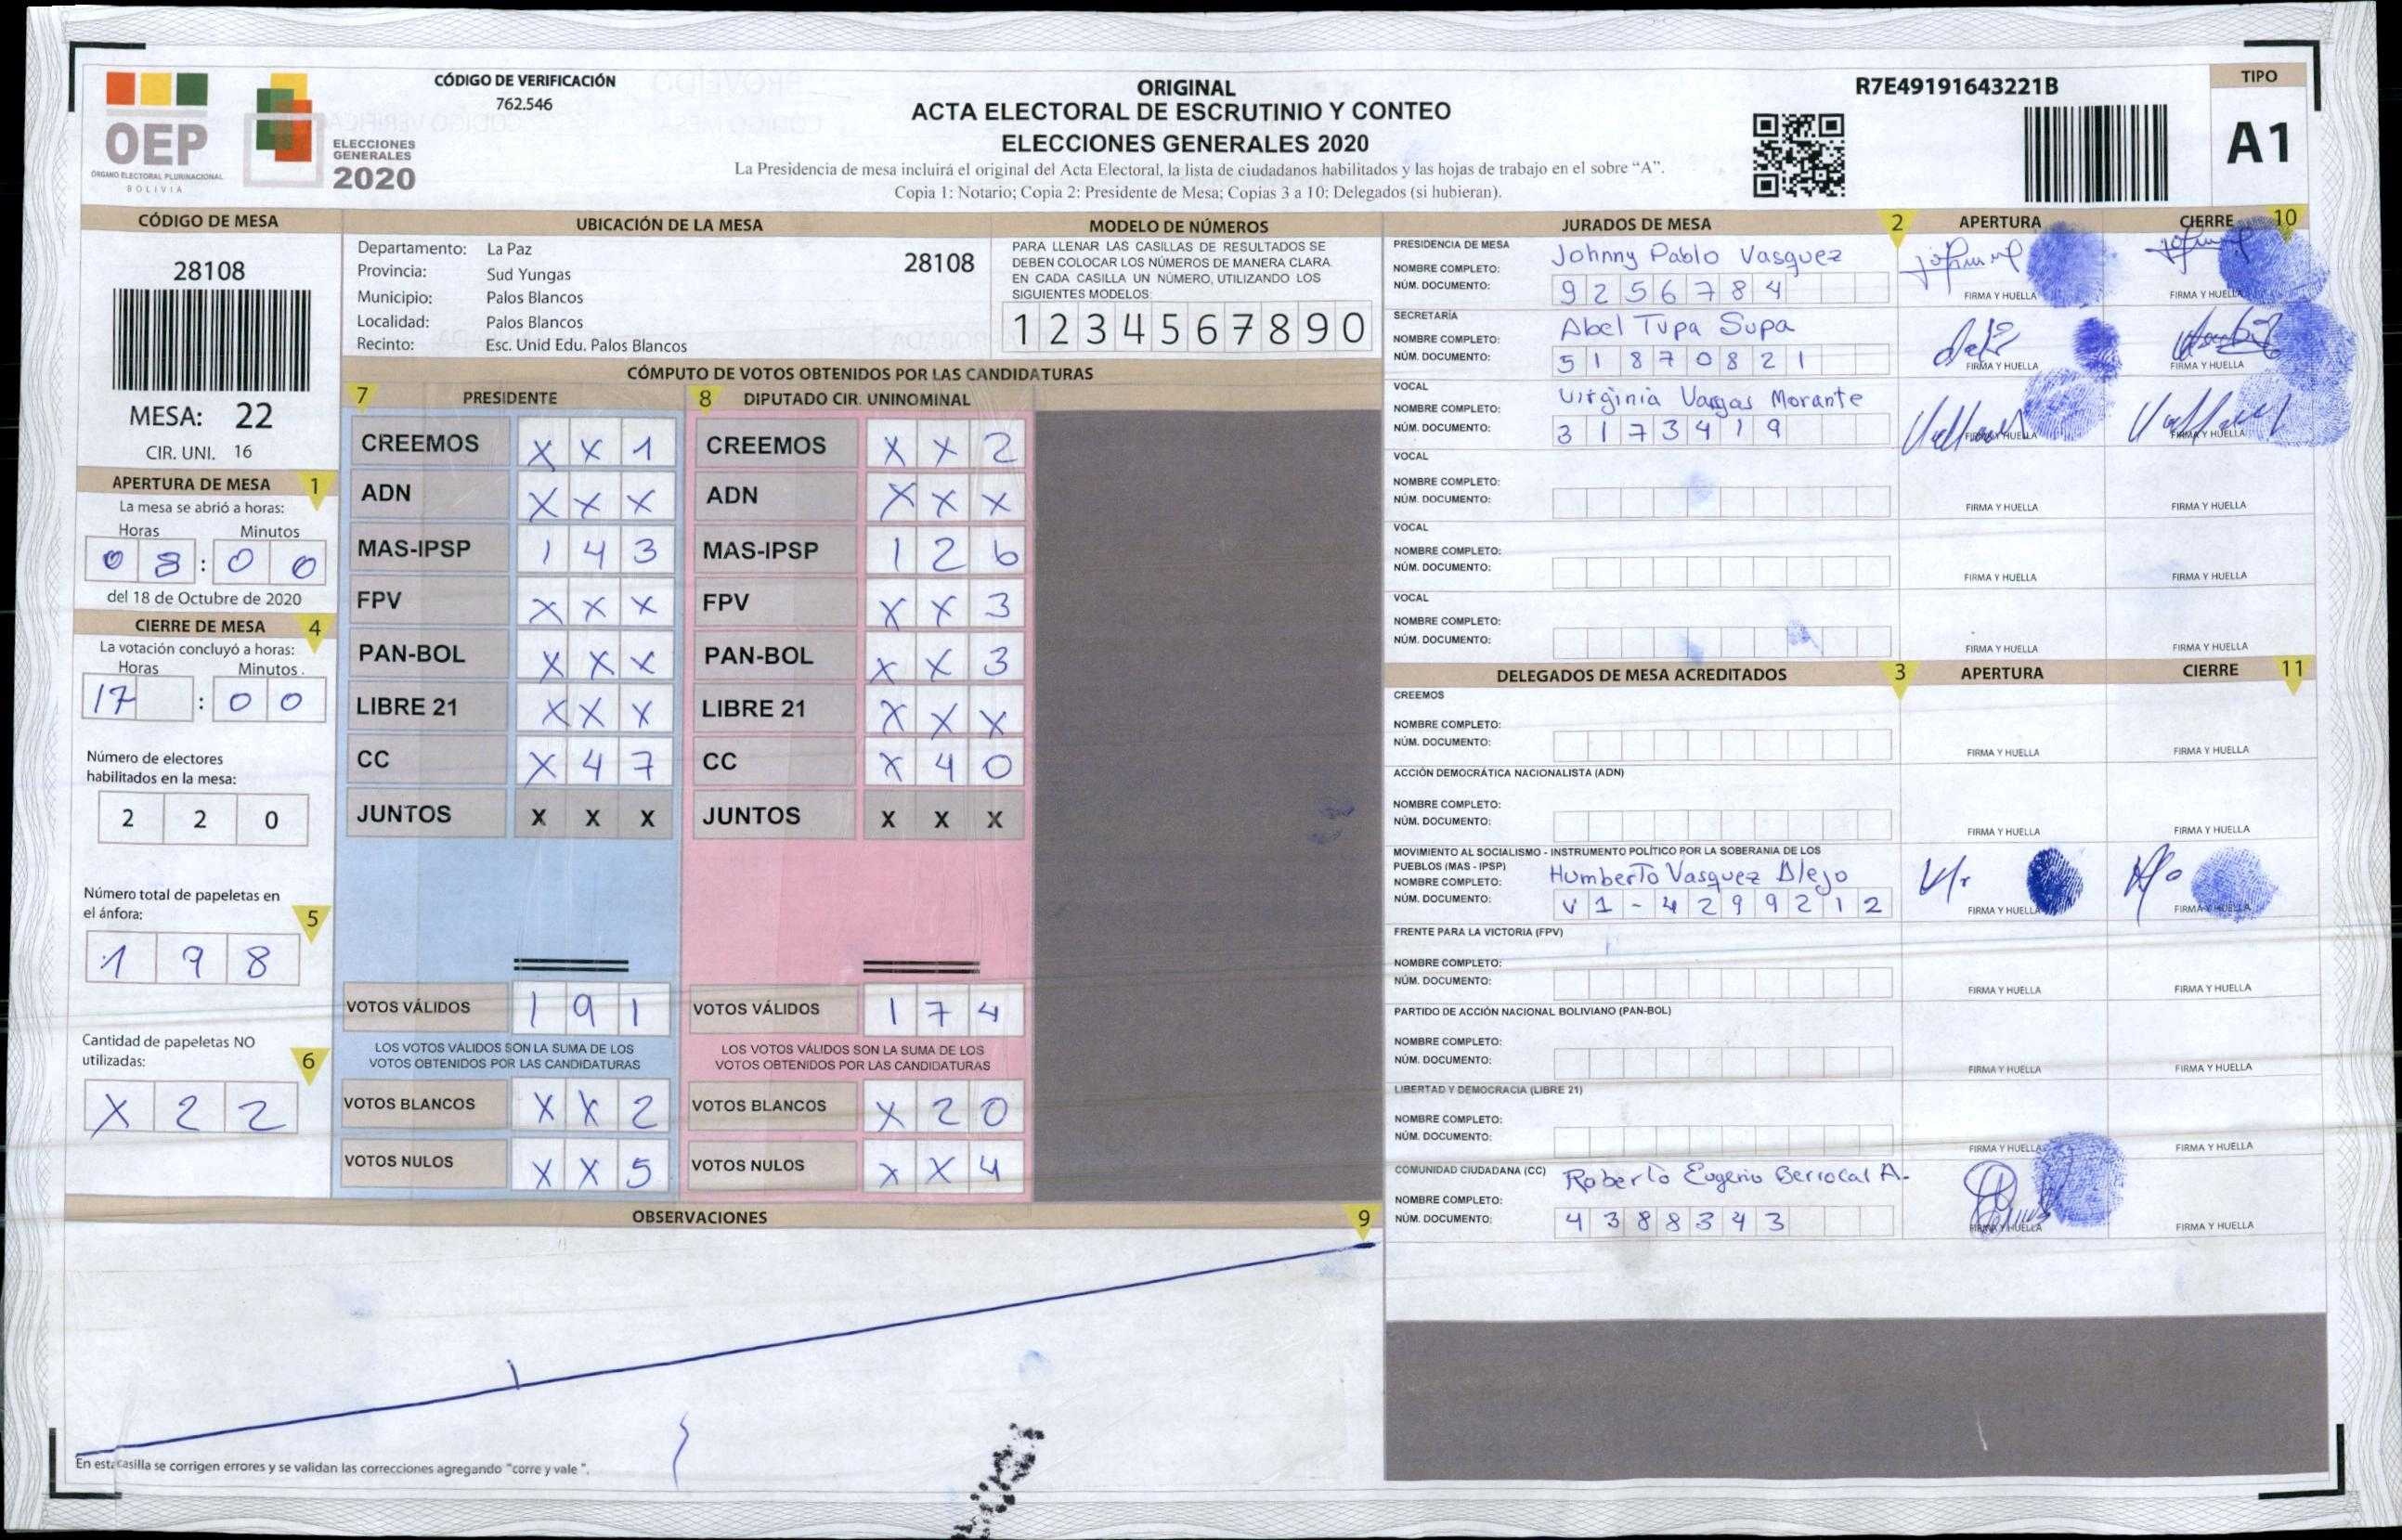 OEP
ÓRGANO ELECTORAL PLURINACIONAL
BOLIVIA
ELECCIONES
GENERALES
2020
CÓDIGO DE VERIFICACIÓN
762.546
ORIGINAL
ACTA ELECTORAL DE ESCRUTINIO Y CONTEO
ELECCIONES GENERALES 2020
La Presidencia de mesa incluirá el original del Acta Electoral, la lista de ciudadanos habilitados y las hojas de trabajo en el sobre "A".
Copia 1: Notario; Copia 2: Presidente de Mesa; Copias 3 a 10: Delegados (si hubieran).
R7E49191643221B
TIPO
A1
CÓDIGO DE MESA
28108
MESA: 22
CIR. UNI. 16
APERTURA DE MESA 1
La mesa se abrió a horas:
Horas Minutos
0 8 : 0 0
del 18 de Octubre de 2020
CIERRE DE MESA 4
La votación concluyó a horas:
Horas Minutos.
17 : 0 0
Número de electores
habilitados en la mesa:
2 2 0
Número total de papeletas en
el ánfora: 5
1 9 8
Cantidad de papeletas NO
utilizadas: 6
X 2 2
UBICACIÓN DE LA MESA
Departamento: La Paz
Provincia: Sud Yungas
Municipio: Palos Blancos
Localidad: Palos Blancos
Recinto: Esc. Unid Edu. Palos Blancos
28108
MODELO DE NÚMEROS
PARA LLENAR LAS CASILLAS DE RESULTADOS SE
DEBEN COLOCAR LOS NÚMEROS DE MANERA CLARA
EN CADA CASILLA UN NÚMERO, UTILIZANDO LOS
SIGUIENTES MODELOS:
1 2 3 4 5 6 7 8 9 0
CÓMPUTO DE VOTOS OBTENIDOS POR LAS CANDIDATURAS
7 PRESIDENTE 8 DIPUTADO CIR. UNINOMINAL
CREEMOS X X 1 CREEMOS X X 2
ADN X X X ADN X X X
MAS-IPSP 1 4 3 MAS-IPSP 1 2 6
FPV X X X FPV X X 3
PAN-BOL X X X PAN-BOL X X 3
LIBRE 21 X X X LIBRE 21 X X X
CC X 4 7 CC X 4 0
JUNTOS X X X JUNTOS X X X
VOTOS VÁLIDOS 1 9 1 VOTOS VÁLIDOS 1 7 4
LOS VOTOS VÁLIDOS SON LA SUMA DE LOS
VOTOS OBTENIDOS POR LAS CANDIDATURAS
LOS VOTOS VÁLIDOS SON LA SUMA DE LOS
VOTOS OBTENIDOS POR LAS CANDIDATURAS
VOTOS BLANCOS X X 2 VOTOS BLANCOS X 2 0
VOTOS NULOS X X 5 VOTOS NULOS X X 4
OBSERVACIONES 9
En esta casilla se corrigen errores y se validan las correcciones agregando "corre y vale".
JURADOS DE MESA 2 APERTURA CIERRE 10
PRESIDENCIA DE MESA
NOMBRE COMPLETO: Johnny Pablo Vasquez
NÚM. DOCUMENTO: 9 2 5 6 7 8 4
FIRMA Y HUELLA FIRMA Y HUELLA
SECRETARÍA
NOMBRE COMPLETO: Abel Tupa Supa
NÚM. DOCUMENTO: 5 1 8 7 0 8 2 1
FIRMA Y HUELLA FIRMA Y HUELLA
VOCAL
NOMBRE COMPLETO: Virginia Vargas Morante
NÚM. DOCUMENTO: 3 1 7 3 4 1 9
FIRMA Y HUELLA FIRMA Y HUELLA
VOCAL
NOMBRE COMPLETO:
NÚM. DOCUMENTO:
FIRMA Y HUELLA FIRMA Y HUELLA
VOCAL
NOMBRE COMPLETO:
NÚM. DOCUMENTO:
FIRMA Y HUELLA FIRMA Y HUELLA
VOCAL
NOMBRE COMPLETO:
NÚM. DOCUMENTO:
FIRMA Y HUELLA FIRMA Y HUELLA
DELEGADOS DE MESA ACREDITADOS 3 APERTURA CIERRE 11
CREEMOS
NOMBRE COMPLETO:
NÚM. DOCUMENTO:
FIRMA Y HUELLA FIRMA Y HUELLA
ACCIÓN DEMOCRÁTICA NACIONALISTA (ADN)
NOMBRE COMPLETO:
NÚM. DOCUMENTO:
FIRMA Y HUELLA FIRMA Y HUELLA
MOVIMIENTO AL SOCIALISMO - INSTRUMENTO POLÍTICO POR LA SOBERANIA DE LOS
PUEBLOS (MAS - IPSP)
NOMBRE COMPLETO: Humberto Vasquez Alejo
NÚM. DOCUMENTO: V 1 - 4 2 9 9 2 1 2
FIRMA Y HUELLA FIRMA Y HUELLA
FRENTE PARA LA VICTORIA (FPV)
NOMBRE COMPLETO:
NÚM. DOCUMENTO:
FIRMA Y HUELLA FIRMA Y HUELLA
PARTIDO DE ACCIÓN NACIONAL BOLIVIANO (PAN-BOL)
NOMBRE COMPLETO:
NÚM. DOCUMENTO:
FIRMA Y HUELLA FIRMA Y HUELLA
LIBERTAD Y DEMOCRACIA (LIBRE 21)
NOMBRE COMPLETO:
NÚM. DOCUMENTO:
FIRMA Y HUELLA FIRMA Y HUELLA
COMUNIDAD CIUDADANA (CC)
NOMBRE COMPLETO: Roberto Eugenio Berrocal A.
NÚM. DOCUMENTO: 4 3 8 8 3 4 3
FIRMA Y HUELLA FIRMA Y HUELLA